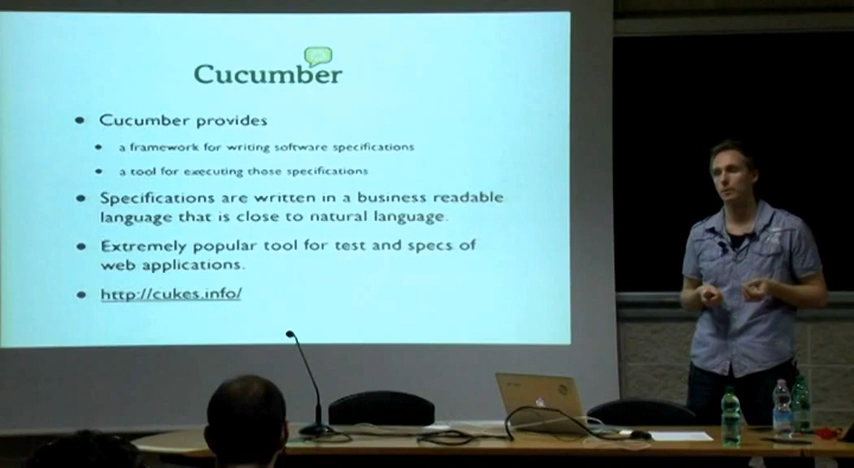 Cucumber
• Cucumber provides
• a framework for writing software specifications
• a tool for executing those specifications
• Specifications are written in a business readable
language that is close to natural language.
• Extremely popular tool for test and specs of
web applications.
• http://cukes.info/